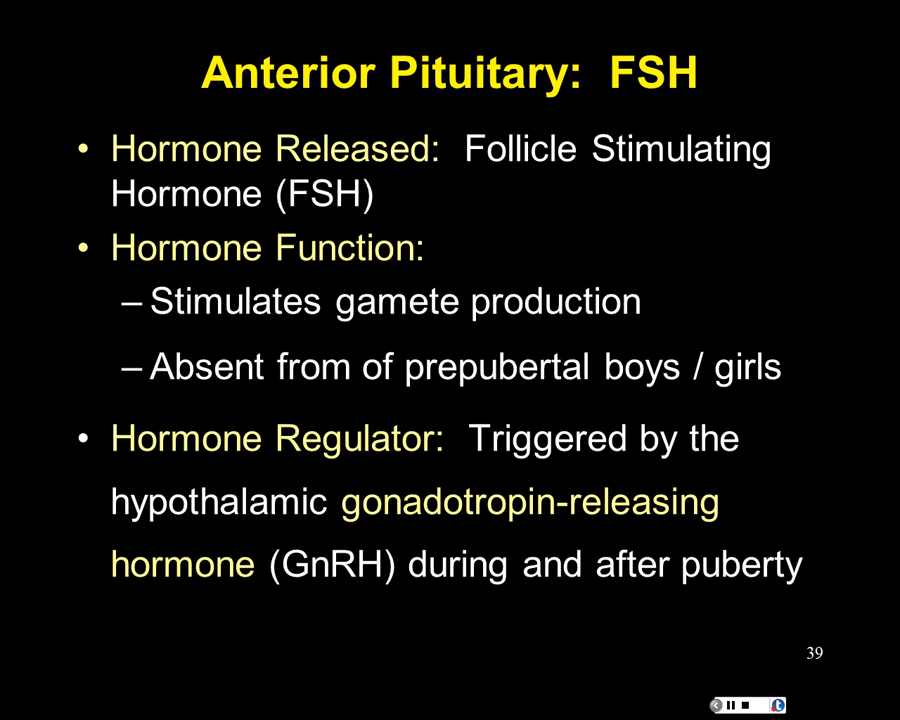 Anterior Pituitary: FSH
• Hormone Released: Follicle Stimulating
Hormone (FSH)
• Hormone Function:
– Stimulates gamete production
– Absent from of prepubertal boys / girls
• Hormone Regulator: Triggered by the
hypothalamic gonadotropin-releasing
hormone (GnRH) during and after puberty
39